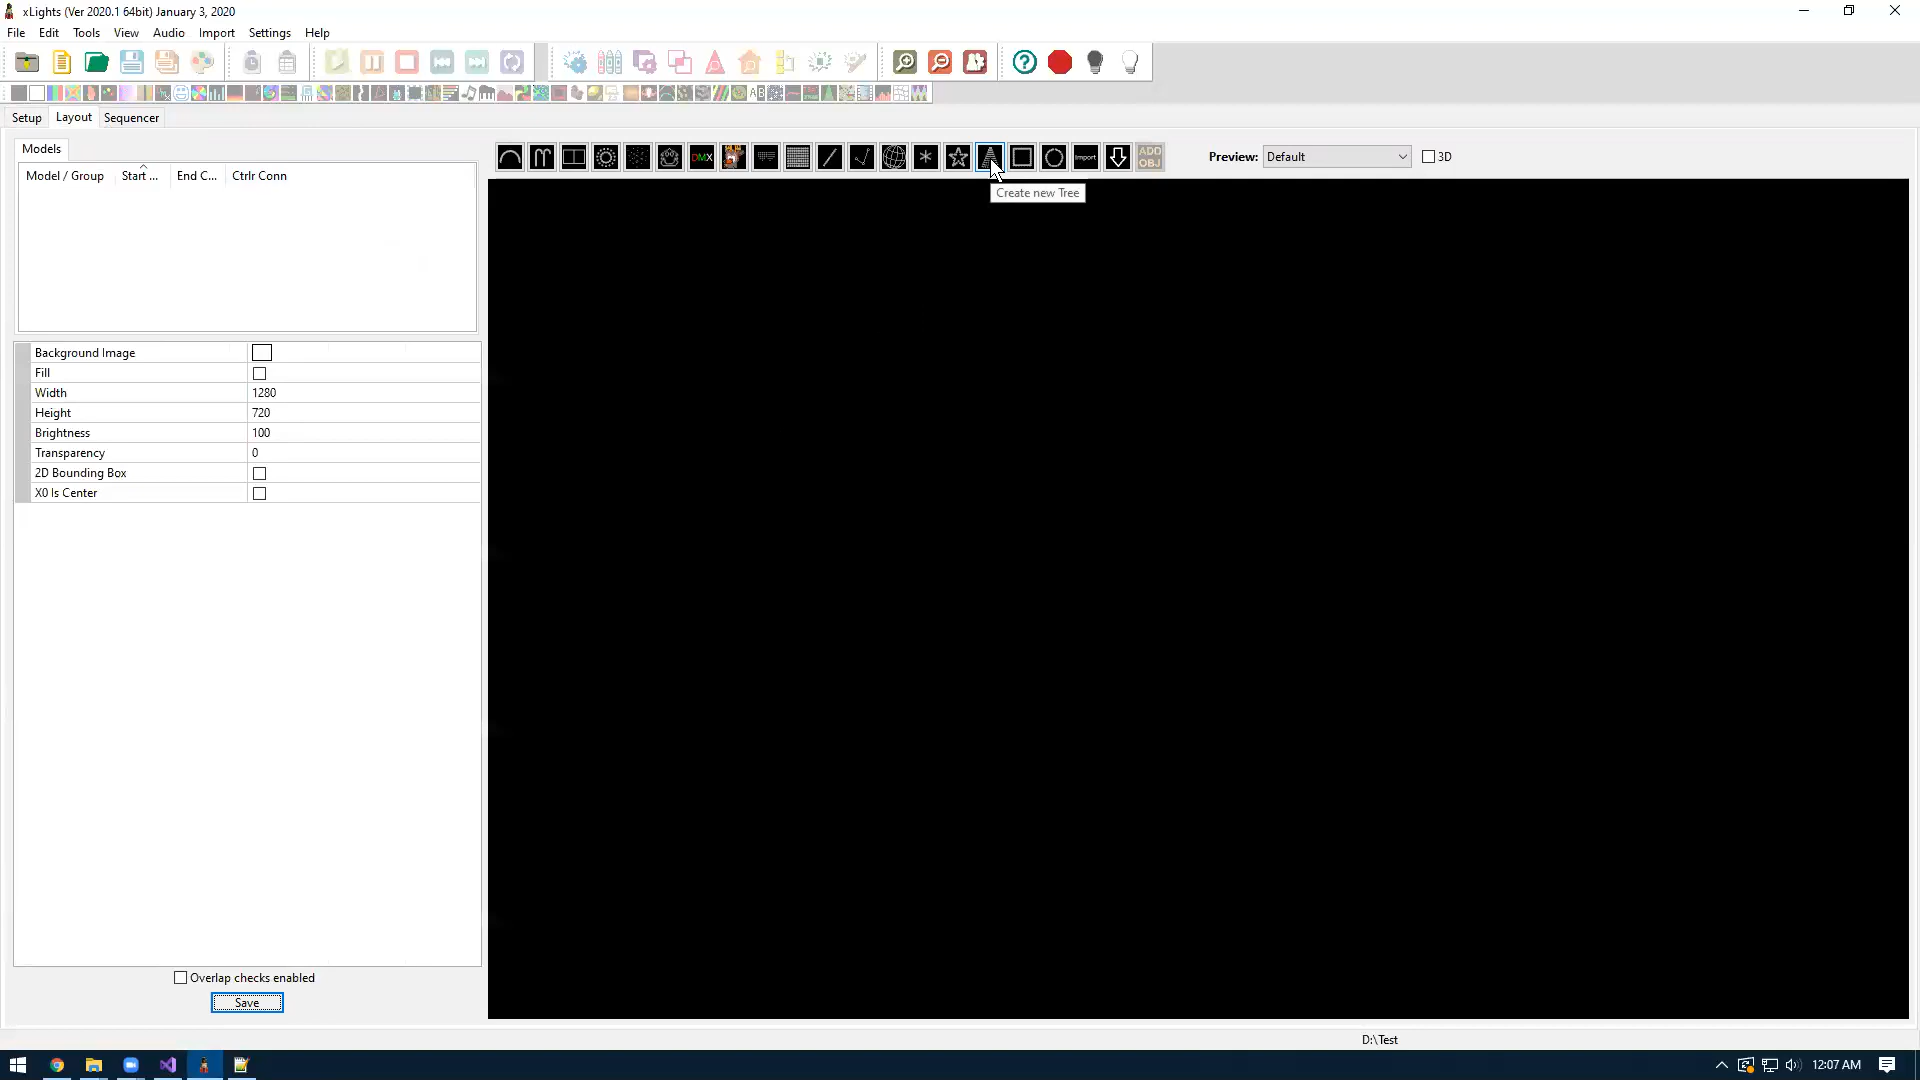 xLights (Ver 2020.1 64bit) January 3, 2020
File Edit Tools View Audio Import Settings Help
AB
Setup Layout Sequencer
Models
DMX Import ADD OBJ
Preview: Default 3D
Model / Group Start ... End C... Ctrlr Conn
Create new Tree
Background Image
Fill
Width 1280
Height 720
Brightness 100
Transparency 0
2D Bounding Box
X0 Is Center
Overlap checks enabled
Save
D:\Test
12:07 AM